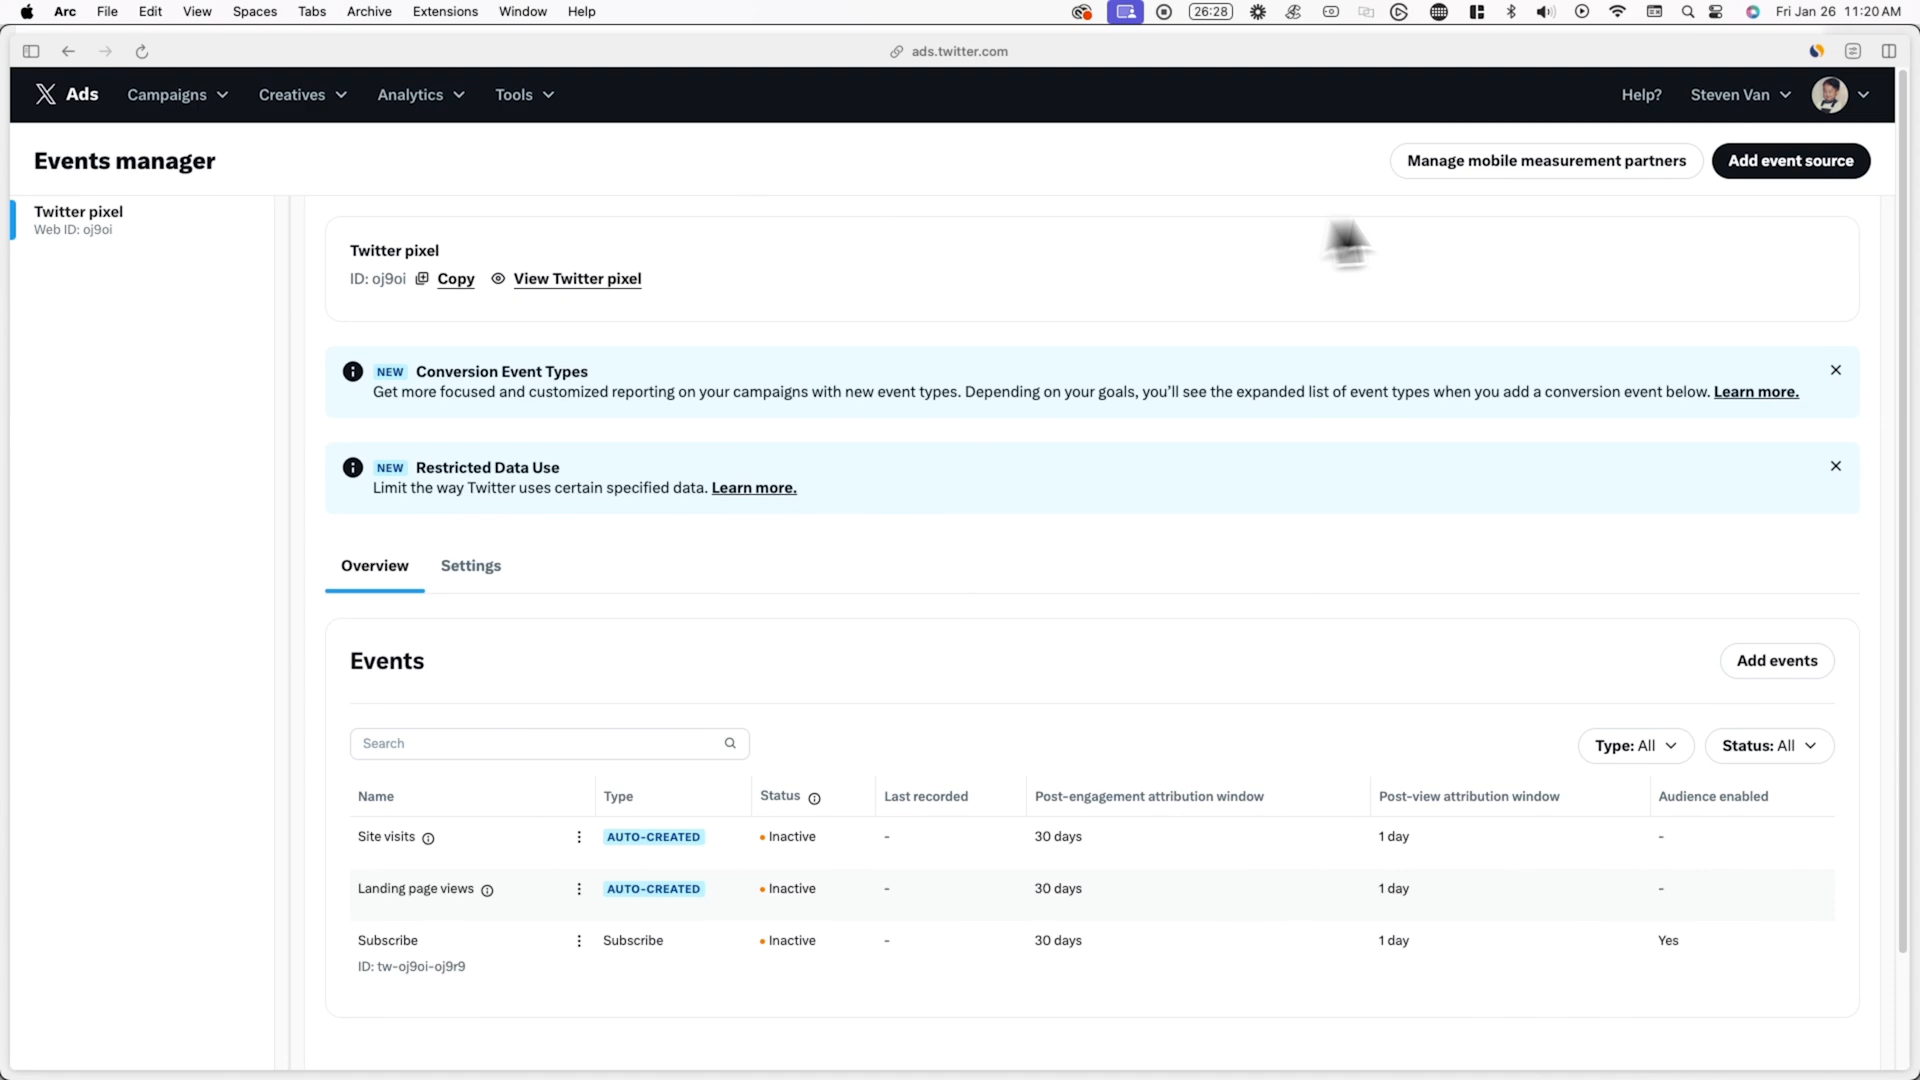 Arc File Edit View Spaces Tabs Archive Extensions Window Help 26:28 Fri Jan 26 11:20 AM
ads.twitter.com
Ads Campaigns Creatives Analytics Tools Help? Steven Van
Events manager Manage mobile measurement partners Add event source
Twitter pixel
Web ID: oj9oi
Twitter pixel
ID: oj9oi Copy View Twitter pixel
NEW Conversion Event Types
Get more focused and customized reporting on your campaigns with new event types. Depending on your goals, you’ll see the expanded list of event types when you add a conversion event below. Learn more.
NEW Restricted Data Use
Limit the way Twitter uses certain specified data. Learn more.
Overview Settings
Events Add events
Search Type: All Status: All
Name Type Status Last recorded Post-engagement attribution window Post-view attribution window Audience enabled
Site visits AUTO-CREATED Inactive - 30 days 1 day -
Landing page views AUTO-CREATED Inactive - 30 days 1 day -
Subscribe Subscribe Inactive - 30 days 1 day Yes
ID: tw-oj9oi-oj9r9